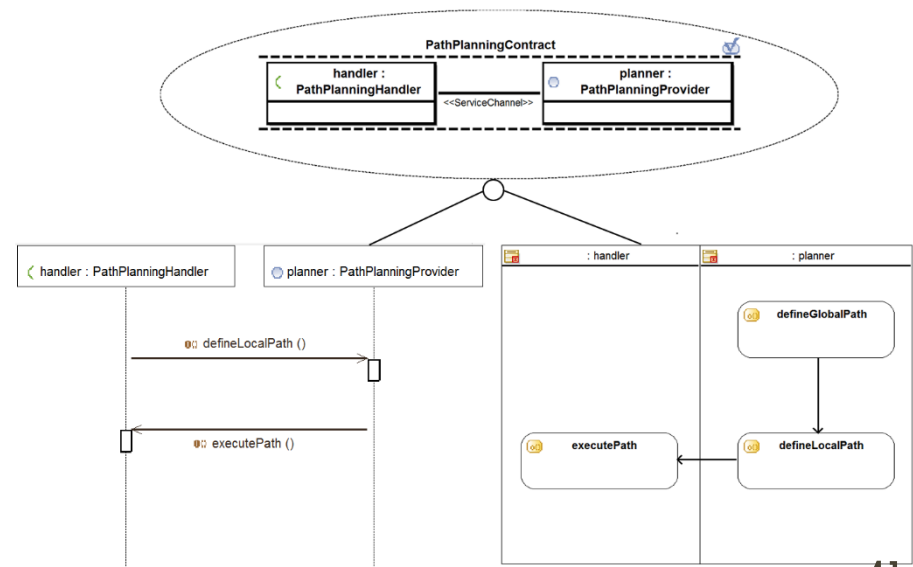 PathPlanningContract
handler :
PathPlanningHandler
<<ServiceChannel>>
planner :
PathPlanningProvider
handler : PathPlanningHandler
planner : PathPlanningProvider
defineLocalPath ()
executePath ()
: handler
: planner
defineGlobalPath
executePath
defineLocalPath